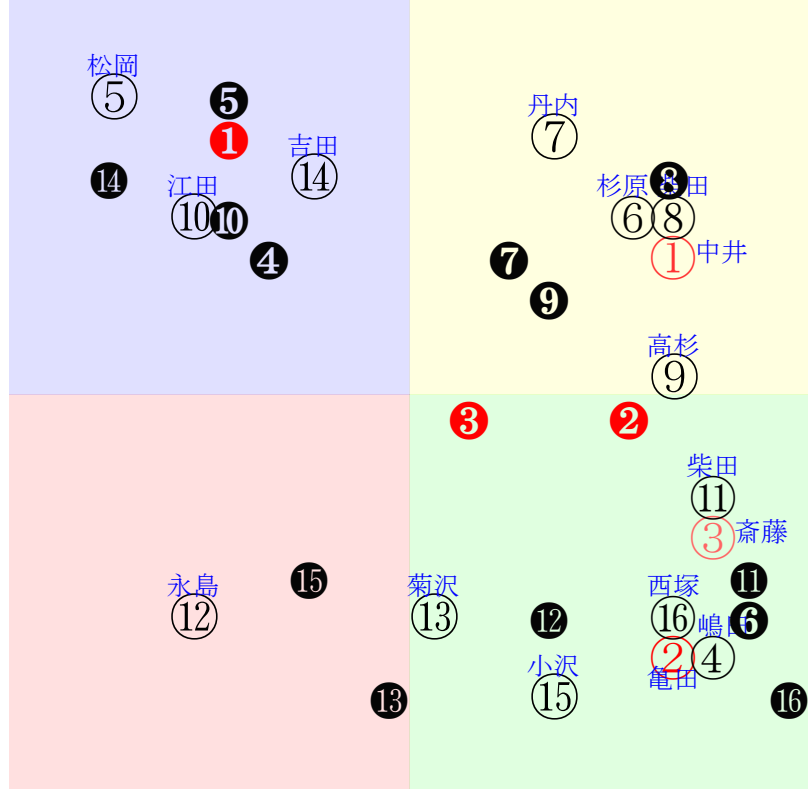 松岡
⑤
❺
❶
吉田
⑭
⓮
江田
⑩
❿
❹
丹内
⑦
杉原
⑥
❽
柴田
⑧
①
中井
❼
❾
高杉
⑨
❸
❷
柴田
⑪
③
斎藤
永島
⑫
⓯
菊沢
⑬
⓬
西塚
⑯
⓫
嶋田
❻
②
④
亀田
小沢
⑮
⓭
⓰